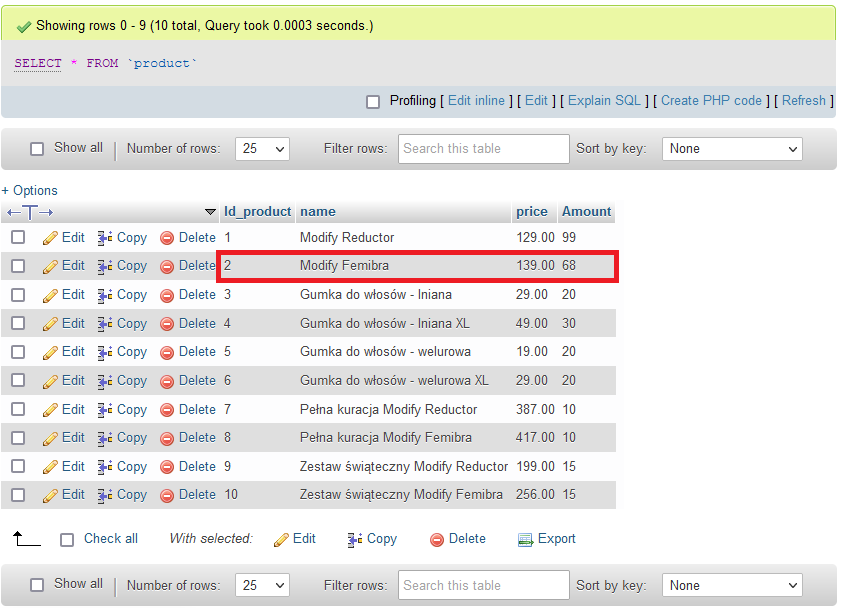 Showing rows 0 - 9 (10 total, Query took 0.0003 seconds.)
SELECT * FROM `product`
Profiling [ Edit inline ] [ Edit ] [ Explain SQL ] [ Create PHP code ] [ Refresh ]
Show all Number of rows: 25 Filter rows: Search this table Sort by key: None
+ Options
Id_product name price Amount
Edit Copy Delete 1 Modify Reductor 129.00 99
Edit Copy Delete 2 Modify Femibra 139.00 68
Edit Copy Delete 3 Gumka do włosów - lniana 29.00 20
Edit Copy Delete 4 Gumka do włosów - lniana XL 49.00 30
Edit Copy Delete 5 Gumka do włosów - welurowa 19.00 20
Edit Copy Delete 6 Gumka do włosów - welurowa XL 29.00 20
Edit Copy Delete 7 Pełna kuracja Modify Reductor 387.00 10
Edit Copy Delete 8 Pełna kuracja Modify Femibra 417.00 10
Edit Copy Delete 9 Zestaw świąteczny Modify Reductor 199.00 15
Edit Copy Delete 10 Zestaw świąteczny Modify Femibra 256.00 15
Check all With selected: Edit Copy Delete Export
Show all Number of rows: 25 Filter rows: Search this table Sort by key: None